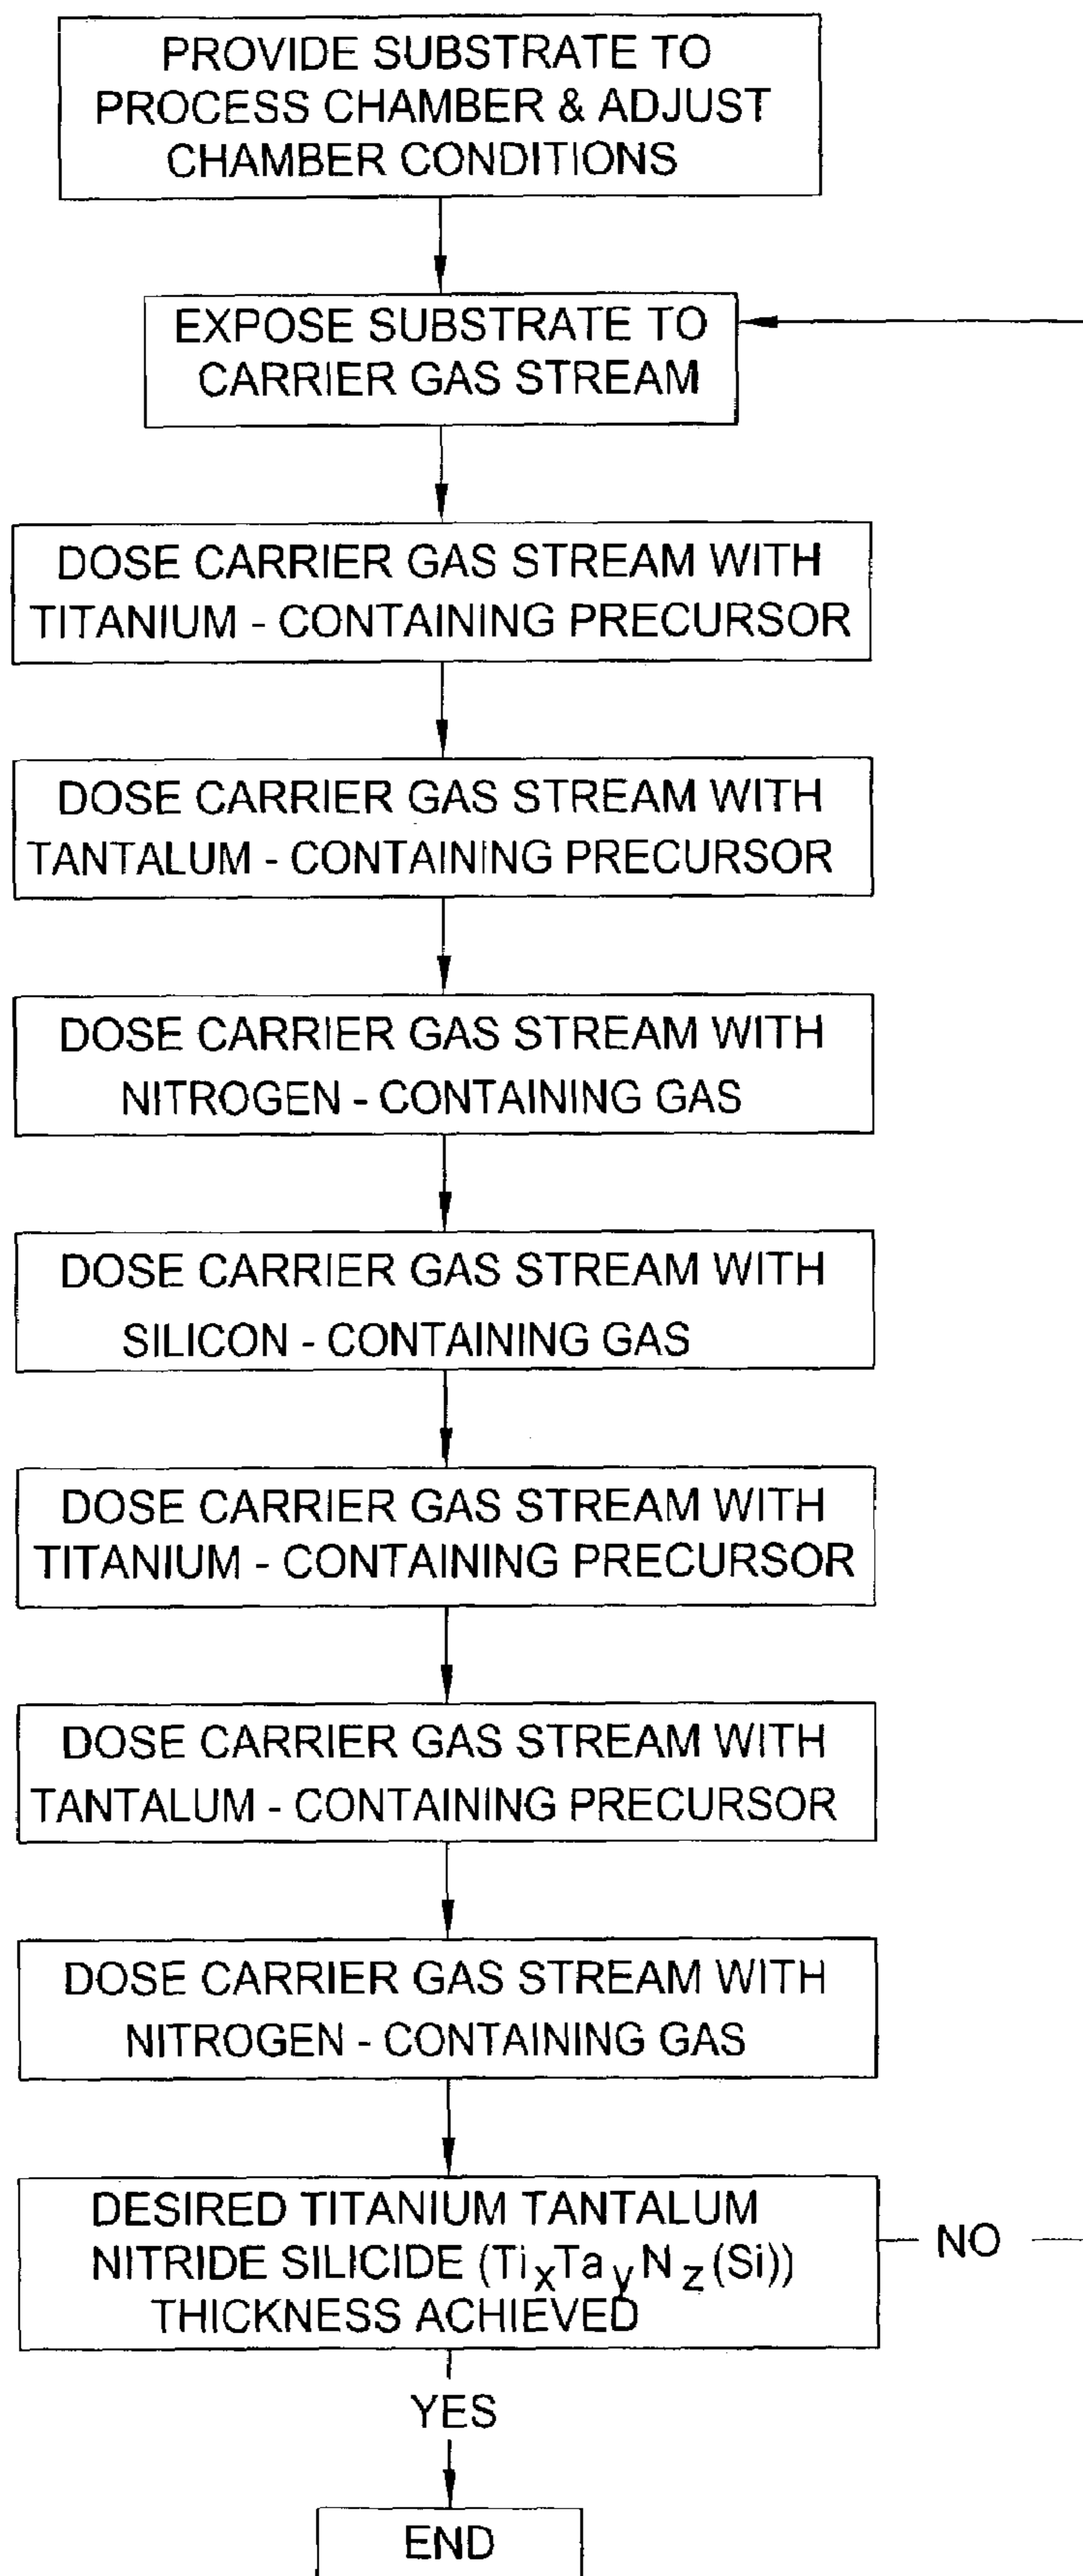 PROVIDE SUBSTRATE TO
PROCESS CHAMBER & ADJUST
CHAMBER CONDITIONS
EXPOSE SUBSTRATE TO
CARRIER GAS STREAM
DOSE CARRIER GAS STREAM WITH
TITANIUM - CONTAINING PRECURSOR
DOSE CARRIER GAS STREAM WITH
TANTALUM - CONTAINING PRECURSOR
DOSE CARRIER GAS STREAM WITH
NITROGEN - CONTAINING GAS
DOSE CARRIER GAS STREAM WITH
SILICON - CONTAINING GAS
DOSE CARRIER GAS STREAM WITH
TITANIUM - CONTAINING PRECURSOR
DOSE CARRIER GAS STREAM WITH
TANTALUM - CONTAINING PRECURSOR
DOSE CARRIER GAS STREAM WITH
NITROGEN - CONTAINING GAS
DESIRED TITANIUM TANTALUM
NITRIDE SILICIDE (TixTayNz(Si))
THICKNESS ACHIEVED
NO
YES
END